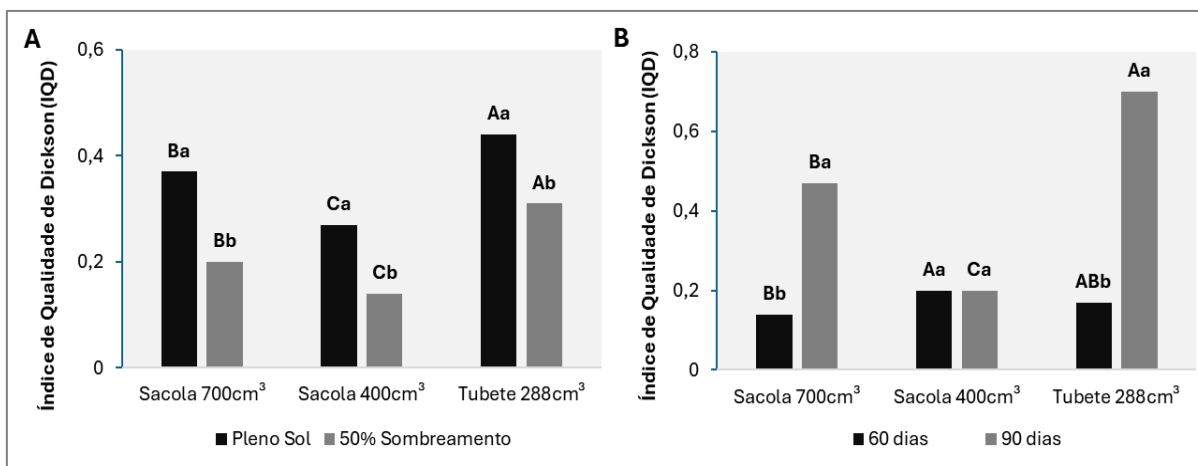 A
Índice de Qualidade de Dickson (IQD)
0,6
0,4
0,2
0
Ba
Bb
Ca
Cb
Aa
Ab
Sacola 700cm³
Sacola 400cm³
Tubete 288cm³
Pleno Sol
50% Sombreamento
B
Índice de Qualidade de Dickson (IQD)
0,8
0,6
0,4
0,2
0
Bb
Ba
Aa
Ca
ABb
Aa
Sacola 700cm³
Sacola 400cm³
Tubete 288cm³
60 dias
90 dias